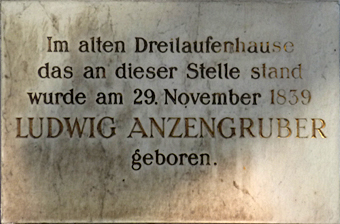 Im alten Dreilaufenhause
das an dieser Stelle stand
wurde am 29. November 1839
LUDWIG ANZENGRUBER
geboren.